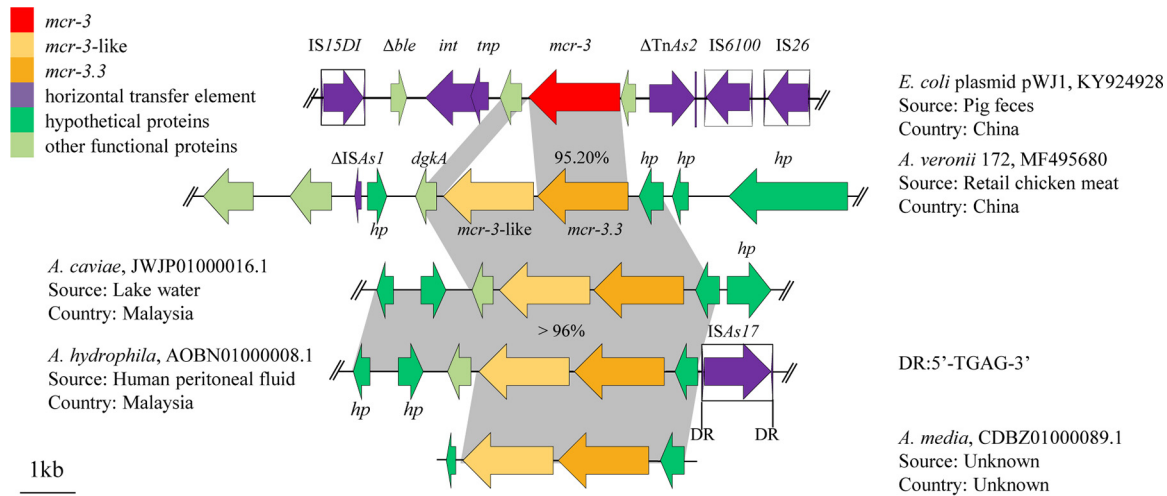 mcr-3
mcr-3-like
mcr-3.3
horizontal transfer element
hypothetical proteins
other functional proteins
IS15DI Δble int tnp mcr-3 ΔTnAs2 IS6100 IS26
E. coli plasmid pWJ1, KY924928
Source: Pig feces
Country: China
ΔISAs1 dgkA 95.20% hp hp hp
hp mcr-3-like mcr-3.3
A. veronii 172, MF495680
Source: Retail chicken meat
Country: China
hp
A. caviae, JWJP01000016.1
Source: Lake water
Country: Malaysia
> 96% ISAs17
A. hydrophila, AOBN01000008.1
Source: Human peritoneal fluid
Country: Malaysia
hp hp
DR DR
DR:5’-TGAG-3’
A. media, CDBZ01000089.1
Source: Unknown
Country: Unknown
1kb